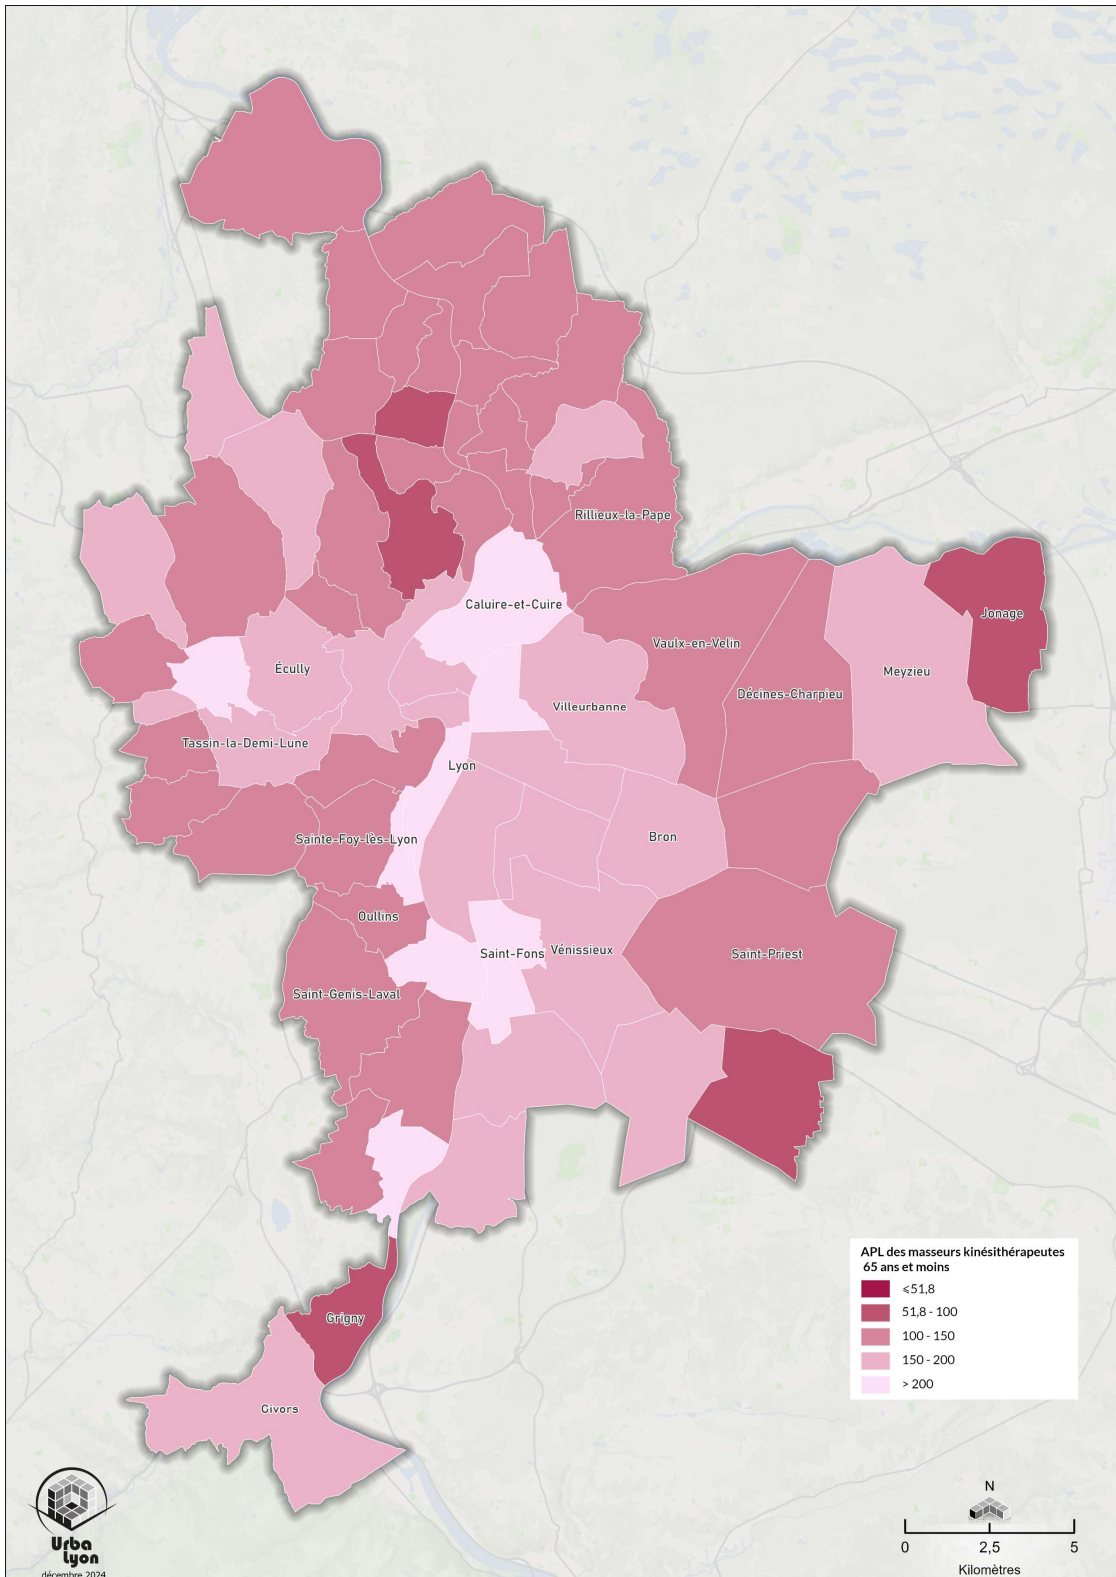 Rillieux-la-Pape
Caluire-et-Cuire
Jonage
Vaulx-en-Velin
Écully
Meyzieu
Décines-Charpieu
Villeurbanne
Tassin-la-Demi-Lune
Lyon
Sainte-Foy-lès-Lyon
Bron
Oullins
Saint-Fons
Vénissieux
Saint-Priest
Saint-Genis-Laval
Grigny
Givors
APL des masseurs kinésithérapeutes
65 ans et moins
≤51,8
51,8 - 100
100 - 150
150 - 200
> 200
N
0 2,5 5
Kilomètres
Urba
Lyon
décembre 2024